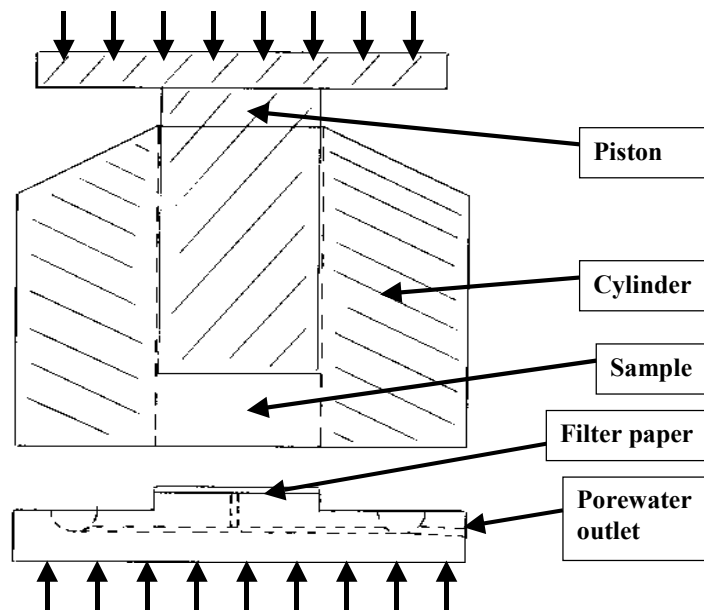 Piston
Cylinder
Sample
Filter paper
Porewater
outlet